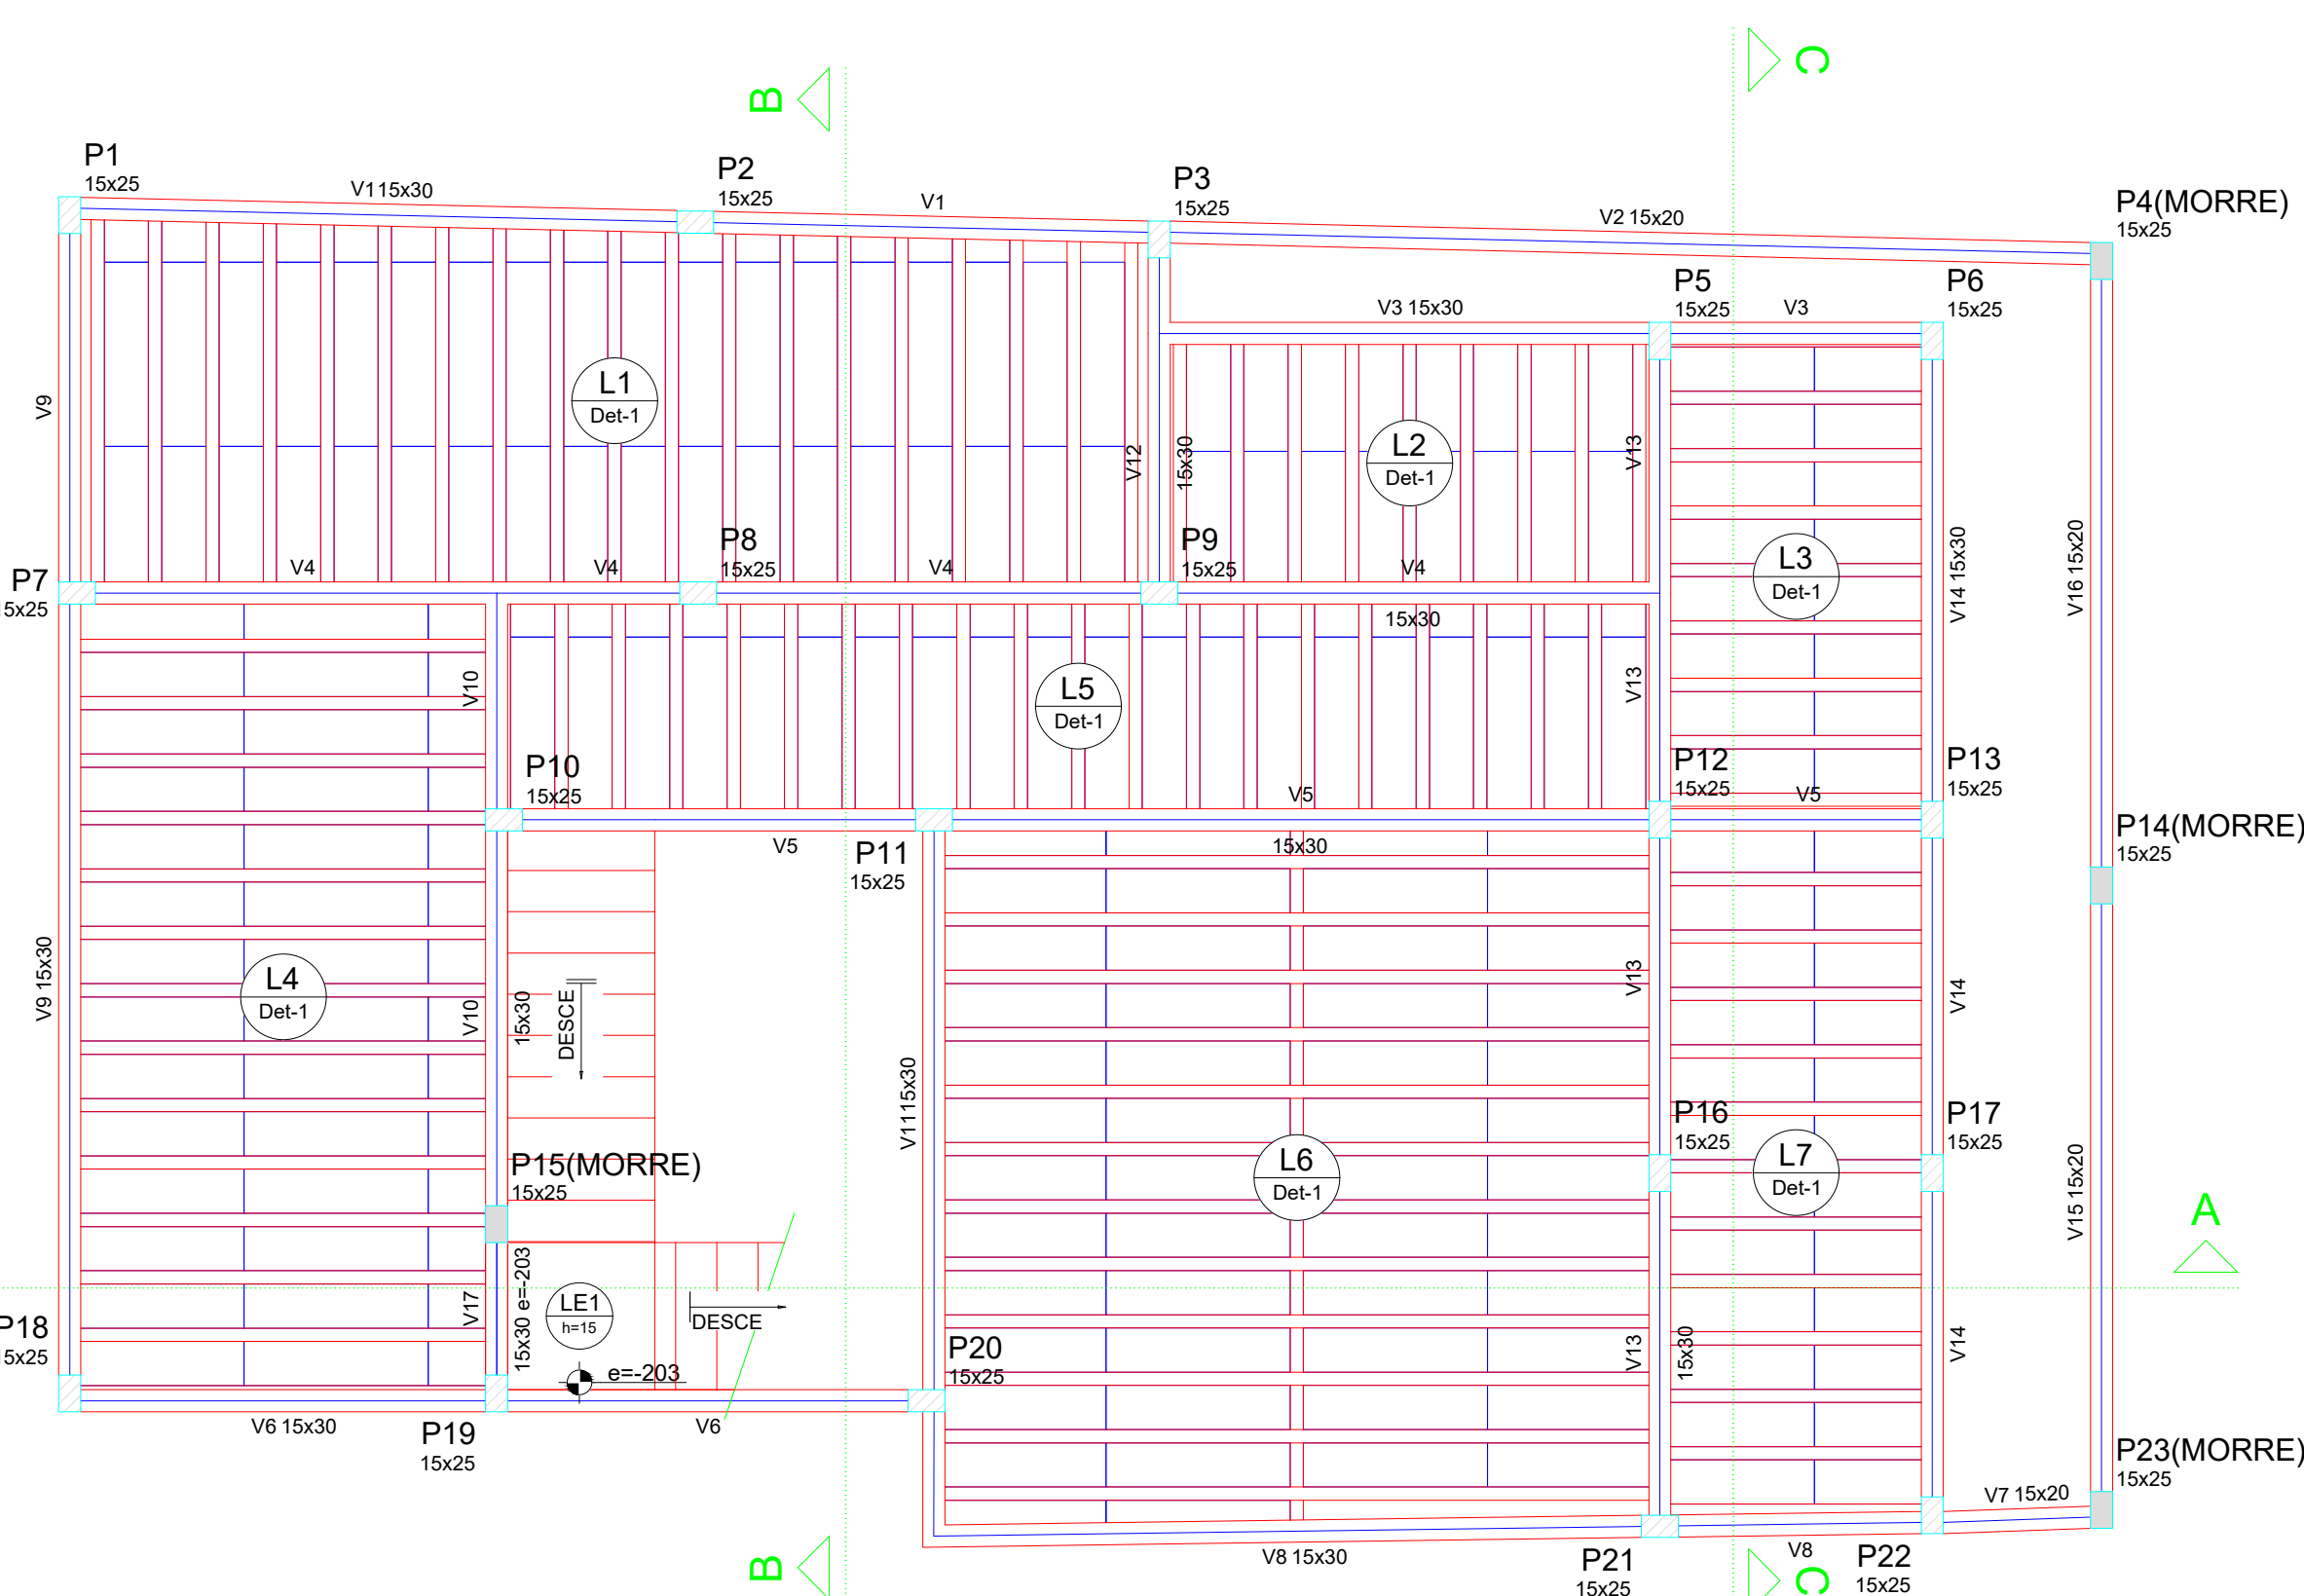 B
C
P1
15x25
V115x30
P2
15x25
V1
P3
15x25
V2 15x20
P4(MORRE)
15x25
P5
15x25
V3 15x30
V3
P6
15x25
L1
Det-1
V9
V12
15x30
L2
Det-1
V13
L3
Det-1
V14 15x30
V16 15x20
P7
15x25
V4
V4
P8
15x25
V4
P9
15x25
V4
15x30
V10
L5
Det-1
V13
P10
15x25
V5
P11
15x25
V5
15x30
P12
15x25
V5
P13
15x25
P14(MORRE)
15x25
V9 15x30
L4
Det-1
V10
15x30
DESCE
V1115x30
V13
V14
P15(MORRE)
15x25
L6
Det-1
P16
15x25
L7
Det-1
P17
15x25
V15 15x20
A
P18
15x25
V17
15x30 e=-203
LE1
h=15
DESCE
e=-203
P20
15x25
V13
15x30
V14
V6 15x30
P19
15x25
V6
V8 15x30
P21
15x25
V8
P22
15x25
V7 15x20
P23(MORRE)
15x25
B
C